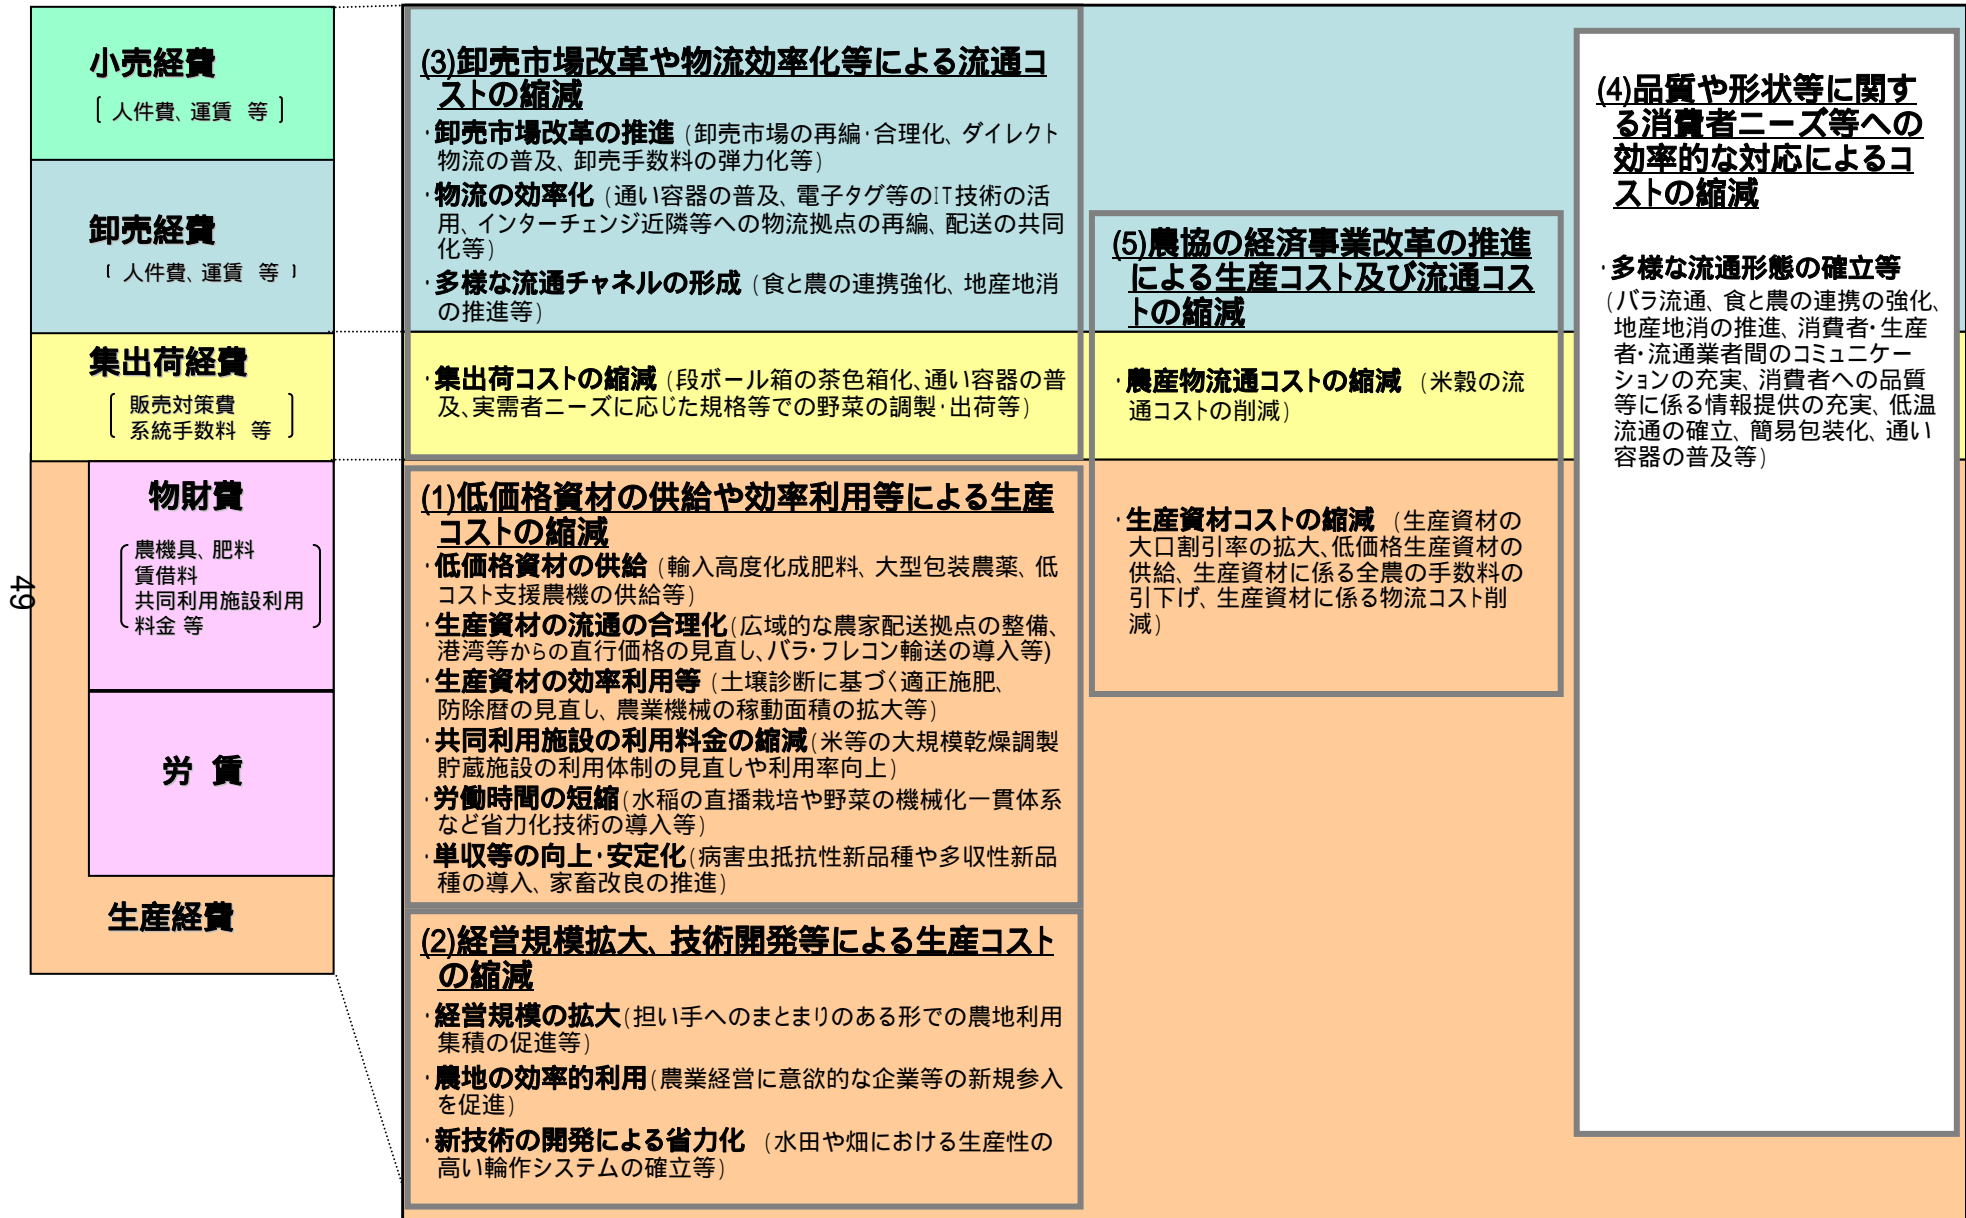 小売経費
人件費、運賃 等
卸売経費
人件費、運賃 等
集出荷経費
販売対策費
系統手数料 等
物財費
農機具、肥料
賃借料
共同利用施設利用
料金 等
労 賃
生産経費
49
(3)卸売市場改革や物流効率化等による流通コ
ストの縮減
・卸売市場改革の推進(卸売市場の再編・合理化、ダイレクト
物流の普及、卸売手数料の弾力化等)
・物流の効率化(通い容器の普及、電子タグ等のIT技術の活
用、インターチェンジ近隣等への物流拠点の再編、配送の共同
化等)
・多様な流通チャネルの形成(食と農の連携強化、地産地消
の推進等)
・集出荷コストの縮減(段ボール箱の茶色箱化、通い容器の普
及、実需者ニーズに応じた規格等での野菜の調製・出荷等)
(1)低価格資材の供給や効率利用等による生産
コストの縮減
・低価格資材の供給(輸入高度化成肥料、大型包装農薬、低
コスト支援農機の供給等)
・生産資材の流通の合理化(広域的な農家配送拠点の整備、
港湾等からの直行価格の見直し、バラ・フレコン輸送の導入等)
・生産資材の効率利用等(土壌診断に基づく適正施肥、
防除暦の見直し、農業機械の稼動面積の拡大等)
・共同利用施設の利用料金の縮減(米等の大規模乾燥調製
貯蔵施設の利用体制の見直しや利用率向上)
・労働時間の短縮(水稲の直播栽培や野菜の機械化一貫体系
など省力化技術の導入等)
・単収等の向上・安定化(病害虫抵抗性新品種や多収性新品
種の導入、家畜改良の推進)
(2)経営規模拡大、技術開発等による生産コスト
の縮減
・経営規模の拡大(担い手へのまとまりのある形での農地利用
集積の促進等)
・農地の効率的利用(農業経営に意欲的な企業等の新規参入
を促進)
・新技術の開発による省力化 (水田や畑における生産性の
高い輪作システムの確立等)
(5)農協の経済事業改革の推進
による生産コスト及び流通コス
トの縮減
・農産物流通コストの縮減 (米穀の流
通コストの削減)
・生産資材コストの縮減 (生産資材の
大口割引率の拡大、低価格生産資材の
供給、生産資材に係る全農の手数料の
引下げ、生産資材に係る物流コスト削
減)
(4)品質や形状等に関す
る消費者ニーズ等への
効率的な対応によるコ
ストの縮減
・多様な流通形態の確立等
(バラ流通、食と農の連携の強化、
地産地消の推進、消費者・生産
者・流通業者間のコミュニケー
ションの充実、消費者への品質
等に係る情報提供の充実、低温
流通の確立、簡易包装化、通い
容器の普及等)